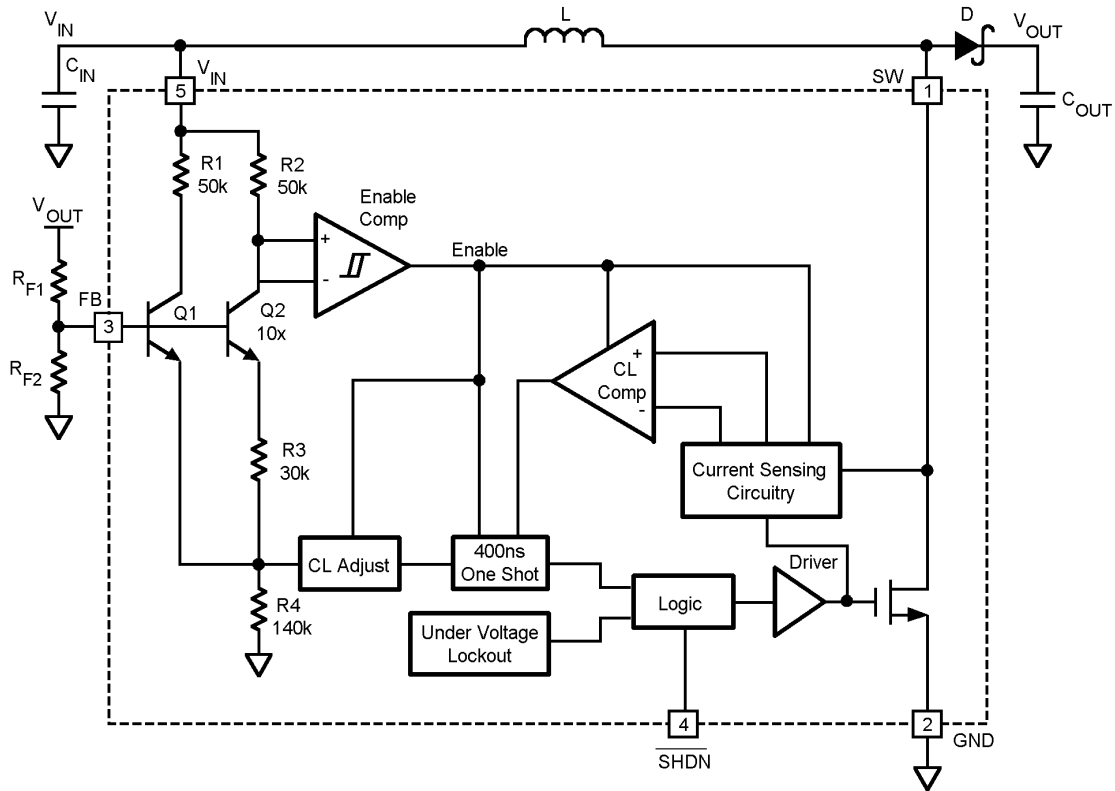 VIN
L
D
VOUT
CIN
VIN
SW
5
1
COUT
R1
50k
R2
50k
Enable
Comp
VOUT
+
-
Enable
RF1
FB
3
Q1
Q2
10x
RF2
+
CL
Comp
-
R3
30k
Current Sensing
Circuitry
CL Adjust
400ns
One Shot
Driver
R4
140k
Logic
Under Voltage
Lockout
4
2
SHDN
GND